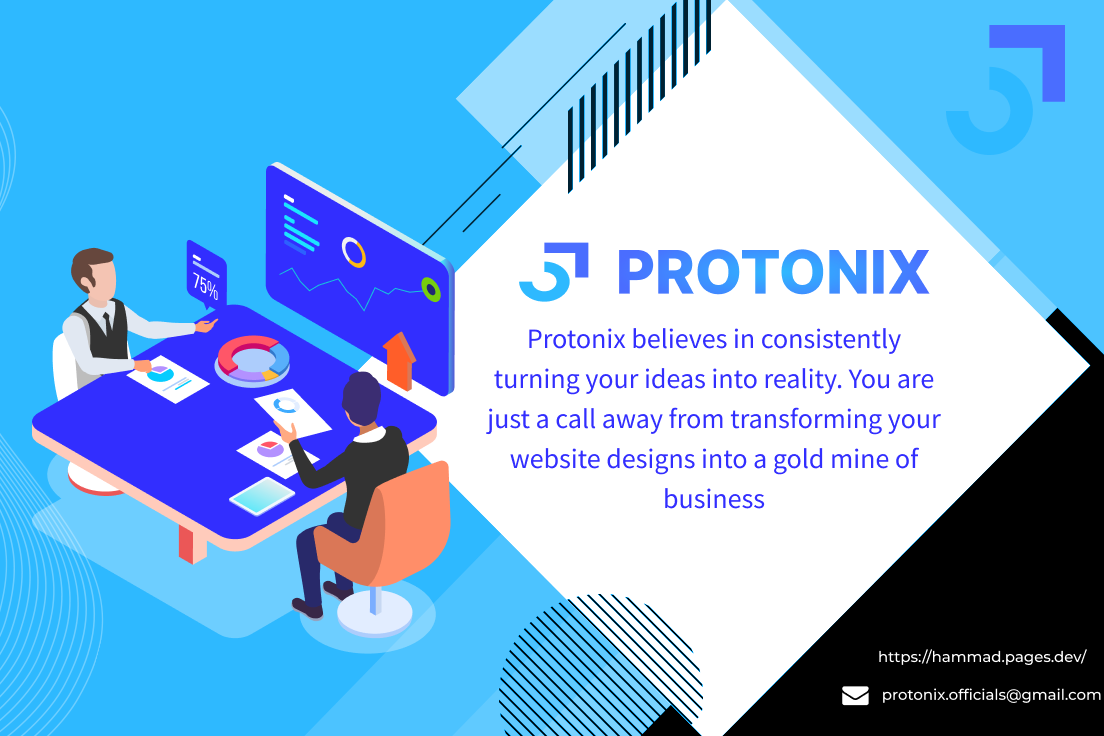 75%
PROTONIX
Protonix believes in consistently
turning your ideas into reality. You are
just a call away from transforming your
website designs into a gold mine of
business
https://hammad.pages.dev/
protonix.officials@gmail.com